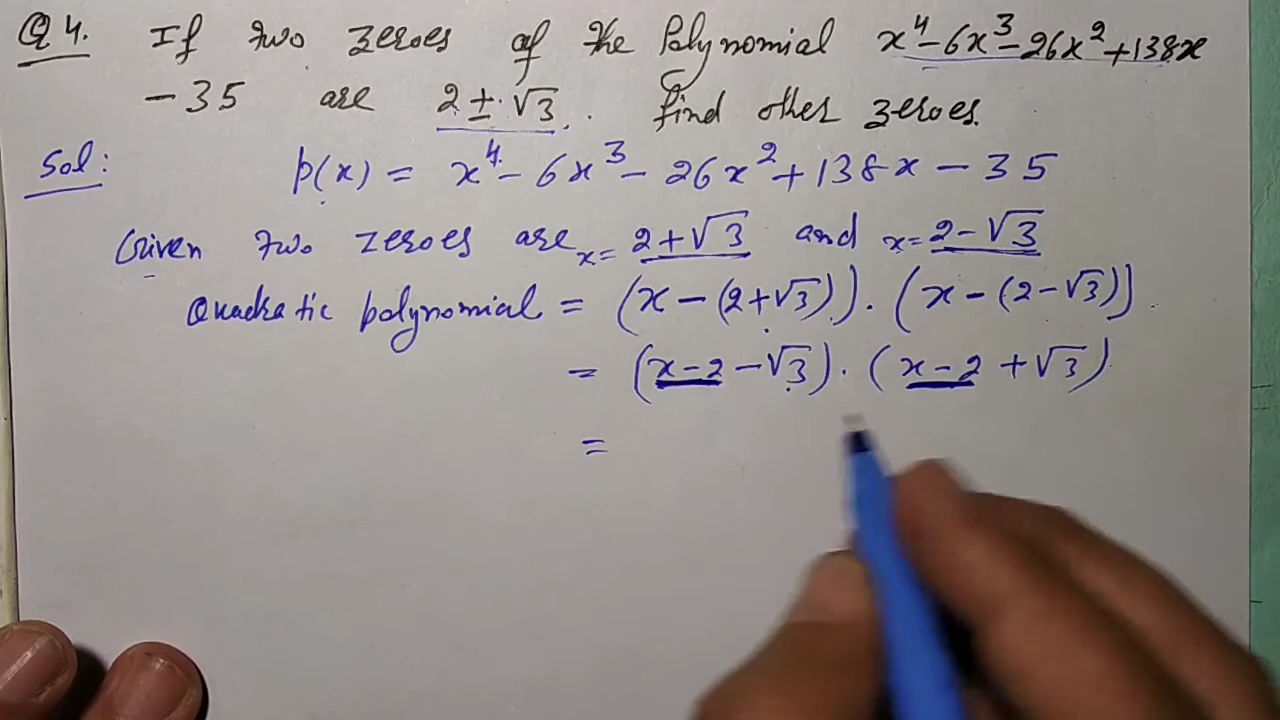 Q 4. If two zeroes of the Polynomial x⁴-6x³-26x²+138x
-35 are 2±√3. find other zeroes.
Sol: p(x) = x⁴-6x³-26x²+138x-35
Given two zeroes are x= 2+√3 and x= 2-√3
Quadratic polynomial = (x-(2+√3)).(x-(2-√3))
= (x-2-√3).(x-2+√3)
=